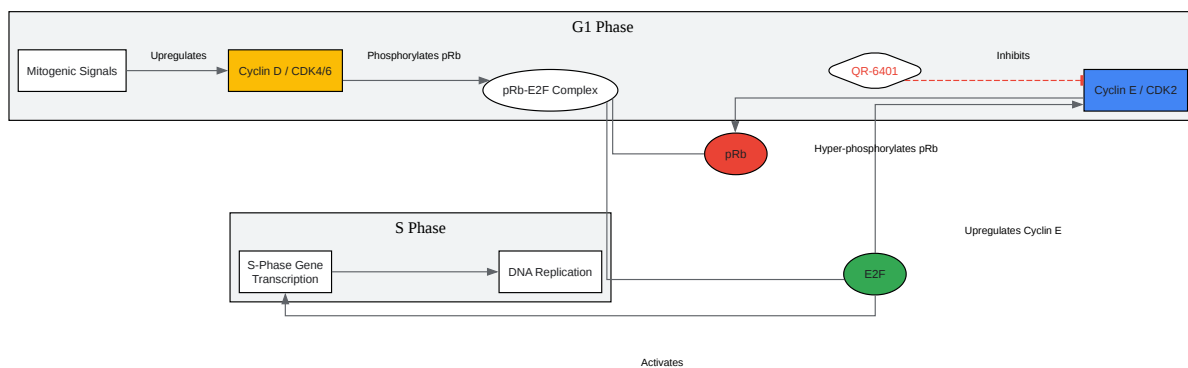 G1 Phase
Mitogenic Signals
Upregulates
Cyclin D / CDK4/6
Phosphorylates pRb
pRb-E2F Complex
QR-6401
Inhibits
Cyclin E / CDK2
pRb
Hyper-phosphorylates pRb
S Phase
S-Phase Gene
Transcription
DNA Replication
Upregulates Cyclin E
E2F
Activates